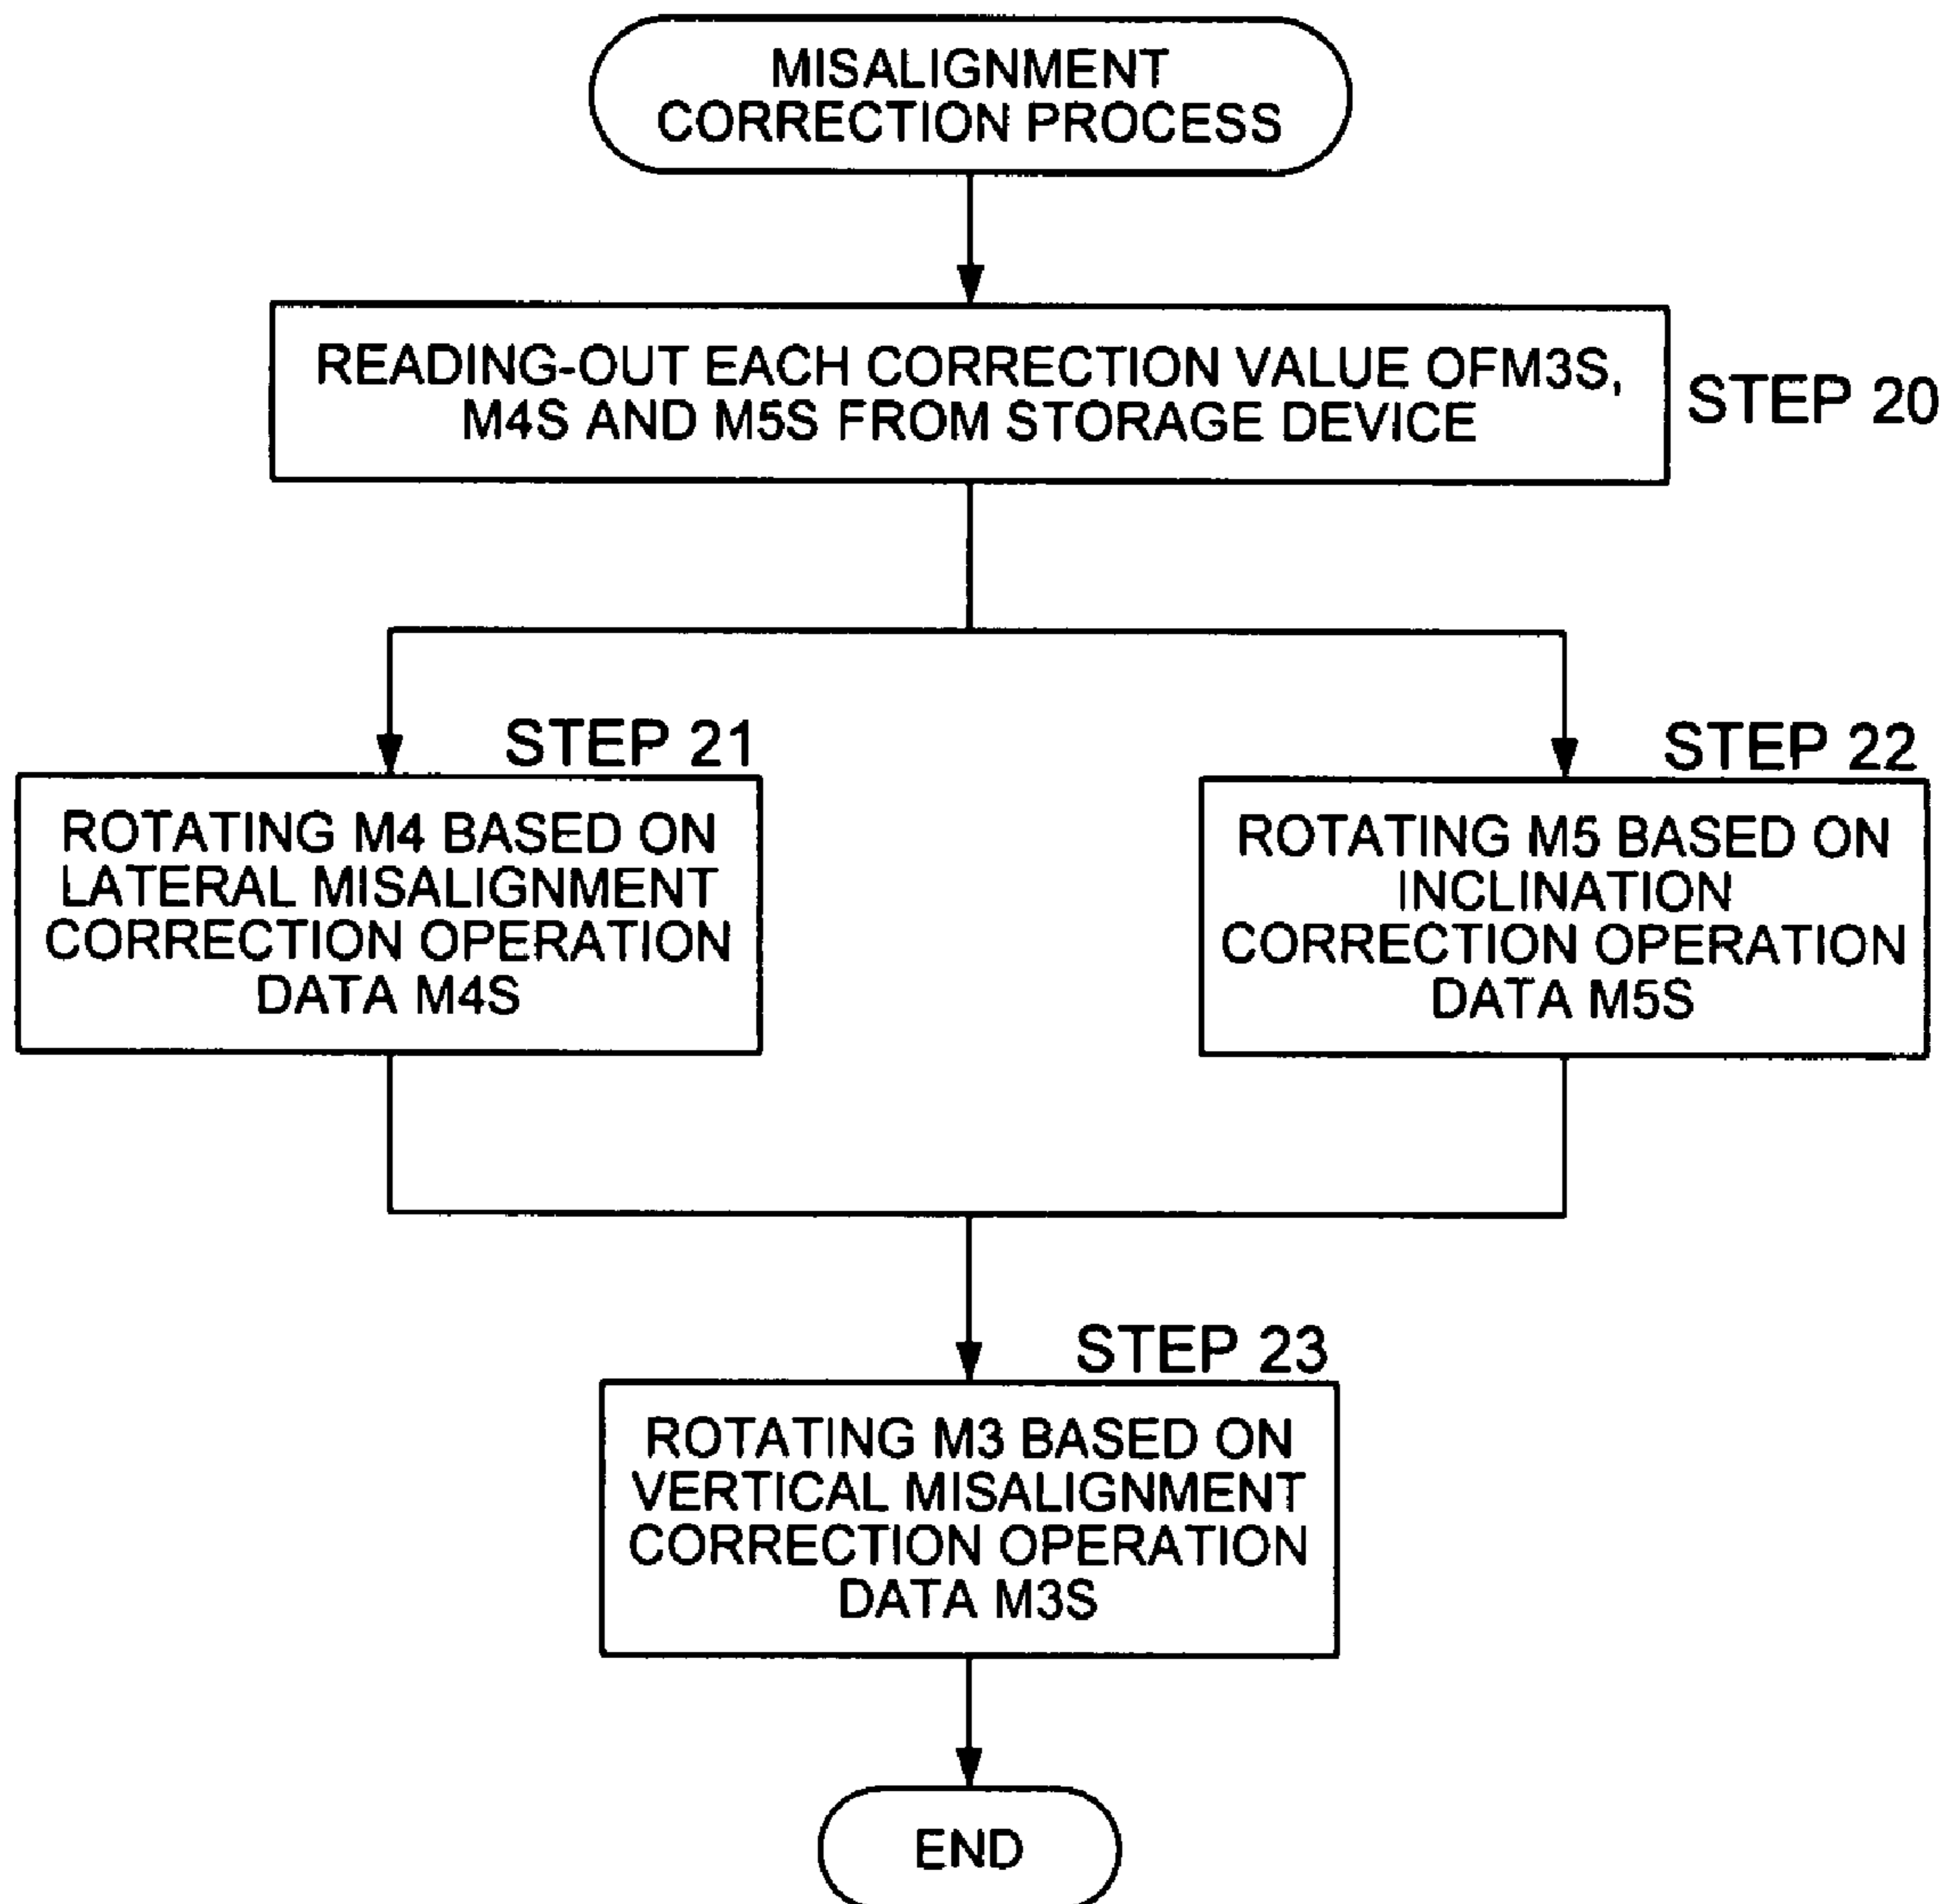 MISALIGNMENT
CORRECTION PROCESS
READING-OUT EACH CORRECTION VALUE OFM3S,
M4S AND M5S FROM STORAGE DEVICE
STEP 20
STEP 21
ROTATING M4 BASED ON
LATERAL MISALIGNMENT
CORRECTION OPERATION
DATA M4S
STEP 22
ROTATING M5 BASED ON
INCLINATION
CORRECTION OPERATION
DATA M5S
STEP 23
ROTATING M3 BASED ON
VERTICAL MISALIGNMENT
CORRECTION OPERATION
DATA M3S
END